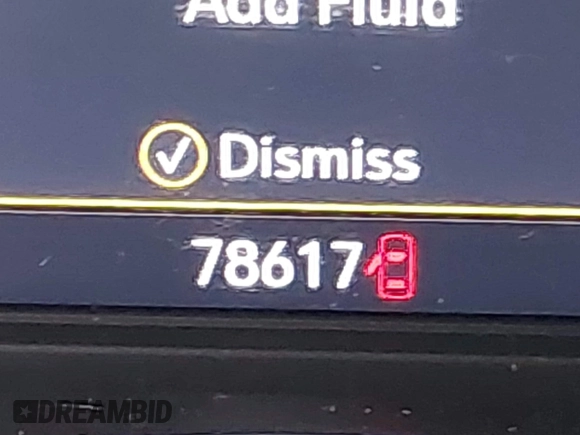 Add Fluid
Dismiss
78617
DREAMBID